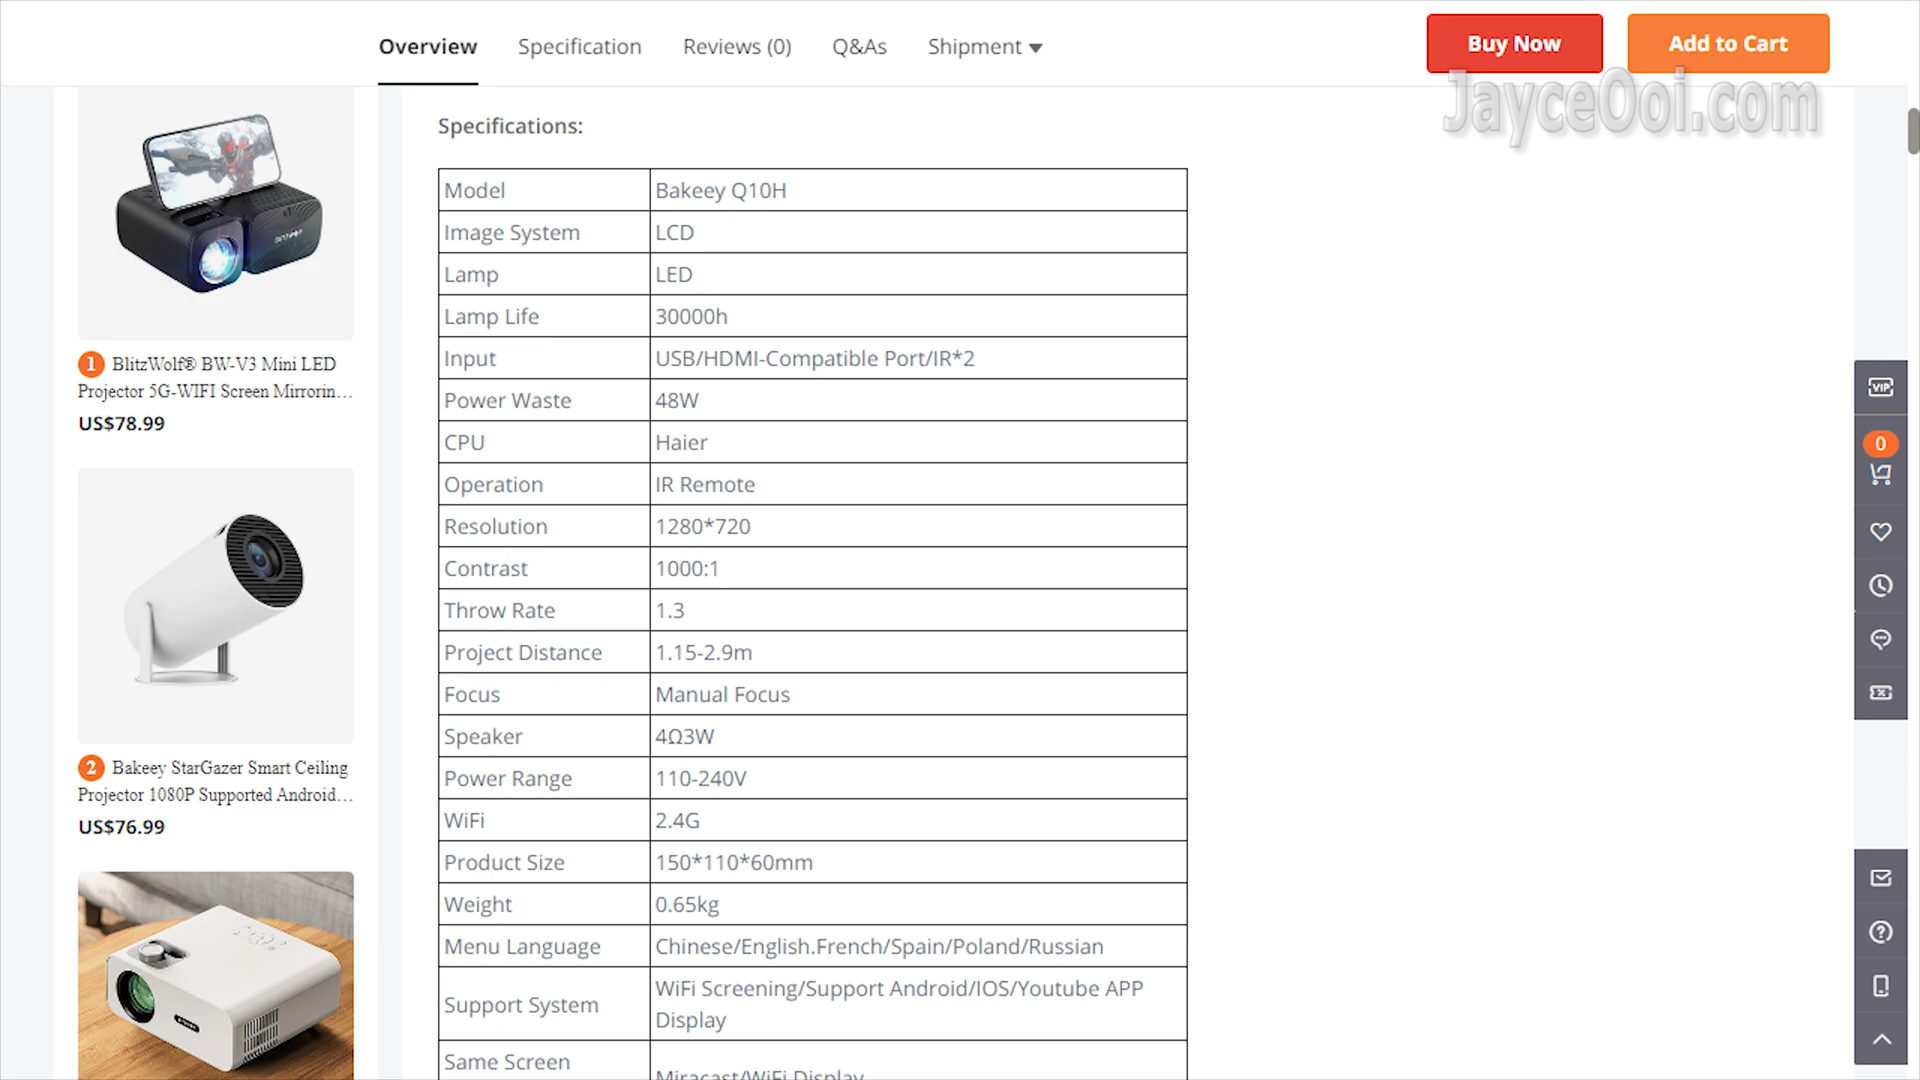 Overview Specification Reviews (0) Q&As Shipment
Buy Now Add to Cart
JayceOoi.com
Specifications:
Model Bakeey Q10H
Image System LCD
Lamp LED
Lamp Life 30000h
Input USB/HDMI-Compatible Port/IR*2
Power Waste 48W
CPU Haier
Operation IR Remote
Resolution 1280*720
Contrast 1000:1
Throw Rate 1.3
Project Distance 1.15-2.9m
Focus Manual Focus
Speaker 4Ω3W
Power Range 110-240V
WiFi 2.4G
Product Size 150*110*60mm
Weight 0.65kg
Menu Language Chinese/English.French/Spain/Poland/Russian
Support System WiFi Screening/Support Android/IOS/Youtube APP
Display
Same Screen Miracast/WiFi Display
1 BlitzWolf® BW-V3 Mini LED
Projector 5G-WIFI Screen Mirrorin...
US$78.99
2 Bakeey StarGazer Smart Ceiling
Projector 1080P Supported Android...
US$76.99
VIP
0